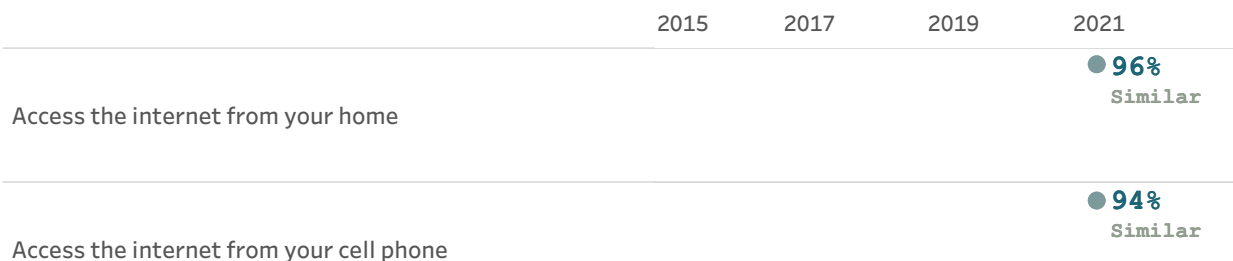 2015 2017 2019 2021
96%
Similar
Access the internet from your home
94%
Similar
Access the internet from your cell phone